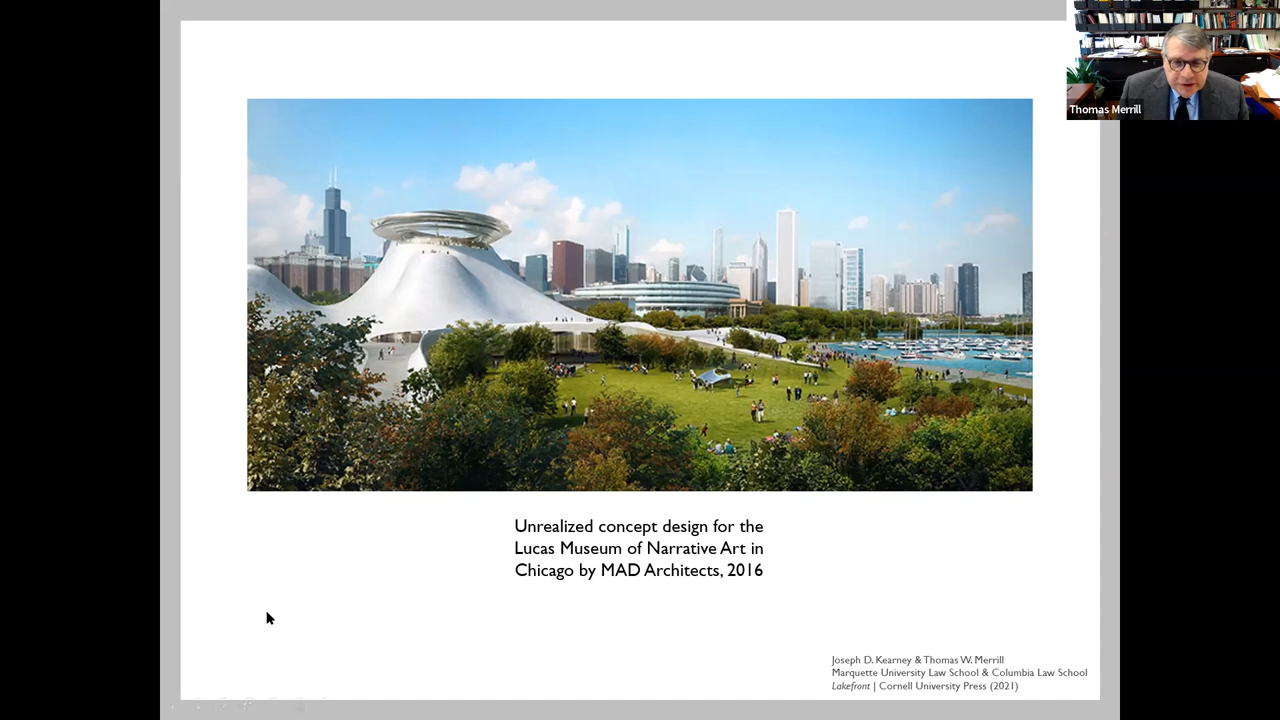 Thomas Merrill
Unrealized concept design for the
Lucas Museum of Narrative Art in
Chicago by MAD Architects, 2016
Joseph D. Kearney & Thomas W. Merrill
Marquette University Law School & Columbia Law School
Lakefront | Cornell University Press (2021)